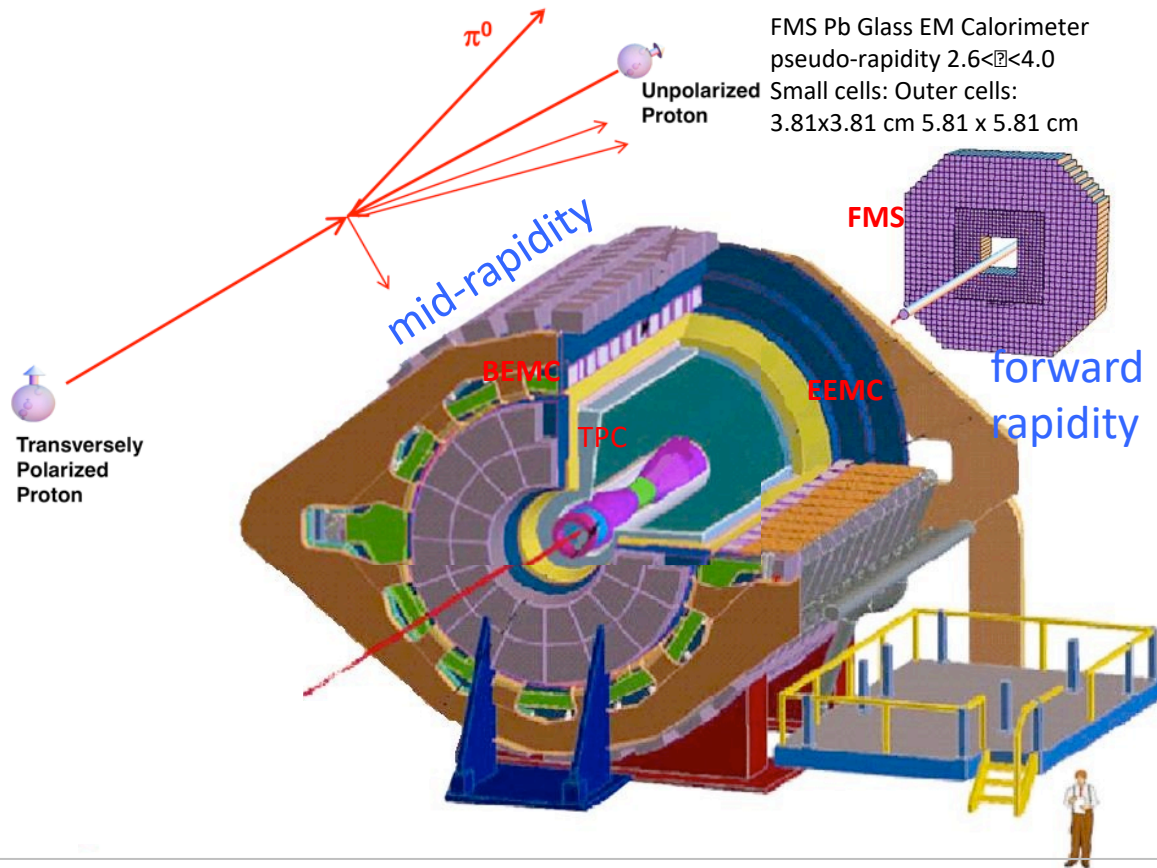 π⁰
Unpolarized
Proton
FMS Pb Glass EM Calorimeter
pseudo-rapidity 2.6<⍰<4.0
Small cells: Outer cells:
3.81x3.81 cm 5.81 x 5.81 cm
FMS
mid-rapidity
forward
rapidity
BEMC
EEMC
TPC
Transversely
Polarized
Proton